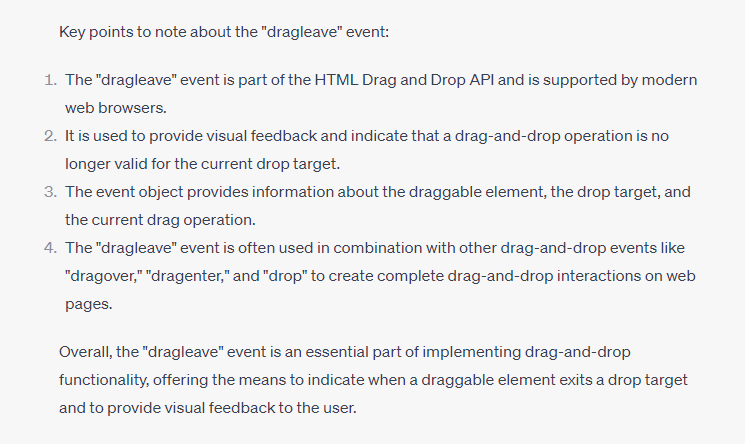 Key points to note about the "dragleave" event:
1. The "dragleave" event is part of the HTML Drag and Drop API and is supported by modern
web browsers.
2. It is used to provide visual feedback and indicate that a drag-and-drop operation is no
longer valid for the current drop target.
3. The event object provides information about the draggable element, the drop target, and
the current drag operation.
4. The "dragleave" event is often used in combination with other drag-and-drop events like
"dragover," "dragenter," and "drop" to create complete drag-and-drop interactions on web
pages.
Overall, the "dragleave" event is an essential part of implementing drag-and-drop
functionality, offering the means to indicate when a draggable element exits a drop target
and to provide visual feedback to the user.